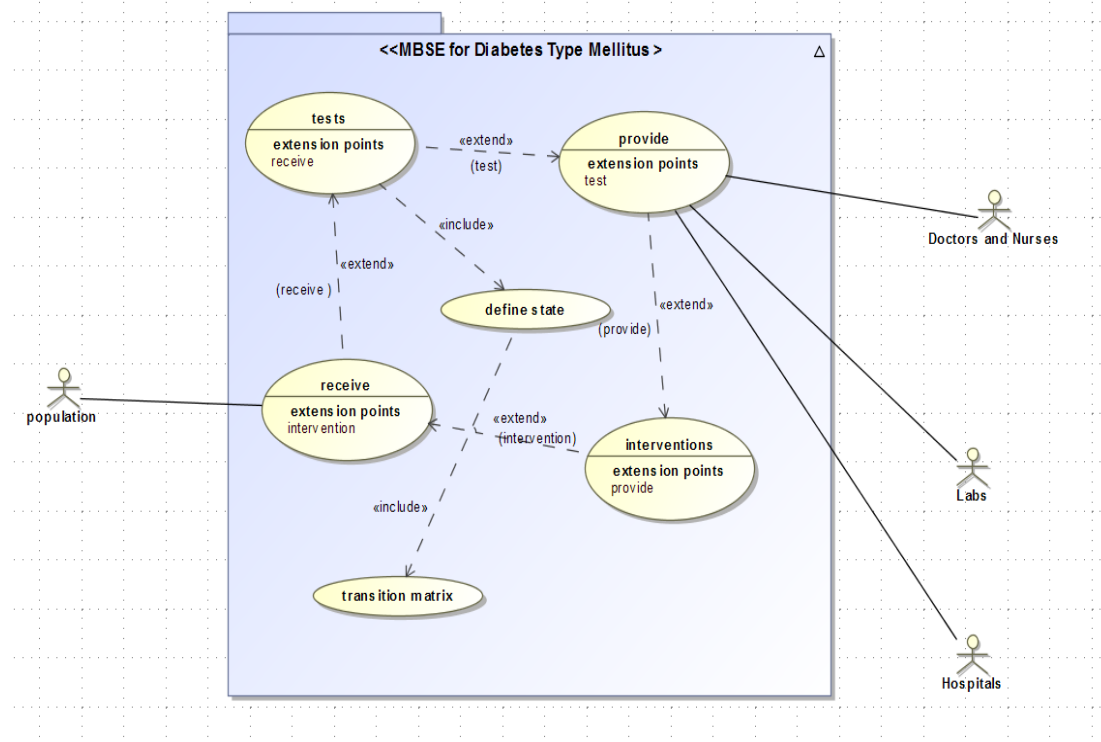 <<MBSE for Diabetes Type Mellitus >
tests
extension points
receive
«extend»
(test)
provide
extension points
test
Doctors and Nurses
«include»
«extend»
(receive )
define state
«extend»
(provide)
population
receive
extension points
intervention
«extend»
(intervention)
interventions
extension points
provide
Labs
«include»
transition matrix
Hospitals